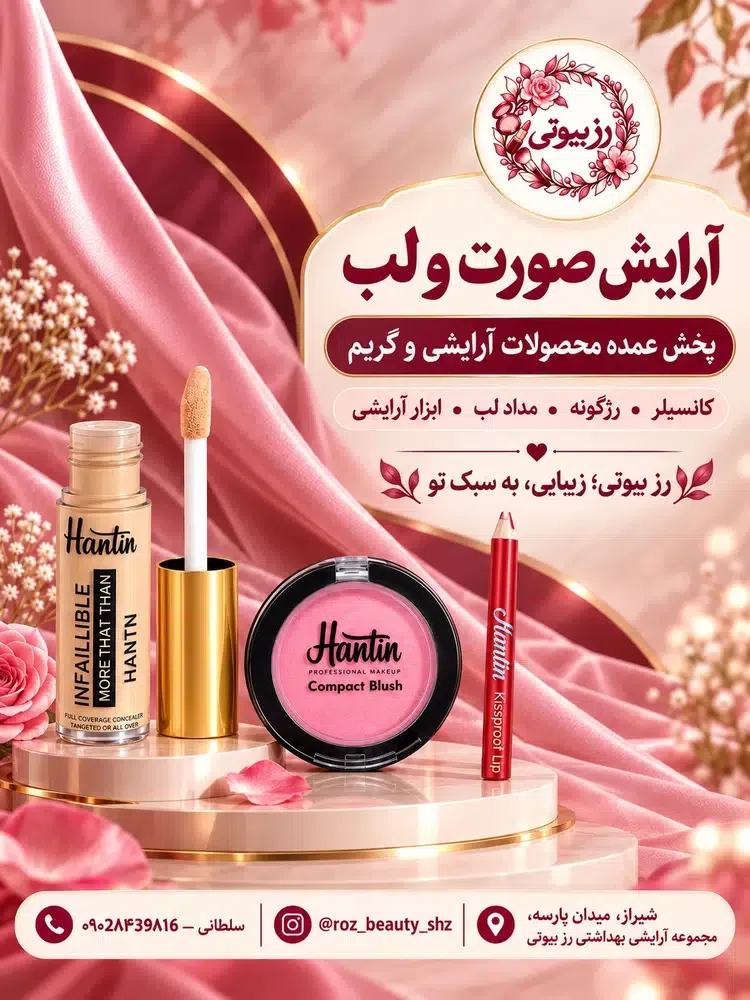 رز بیوتی
آرایش صورت و لب
پخش عمده محصولات آرایشی و گریم
کانسیلر • رژگونه • مداد لب • ابزار آرایشی
رز بیوتی؛ زیبایی، به سبک تو
Hantin
INFAILLIBLE
MORE THAT THAN
HANTN
FULL COVERAGE CONCEALER
TANGETED OR ALL OVER
Hantin
PROFESSIONAL MAKEUP
Compact Blush
Hantin Kissproof Lip
شیراز، میدان پارسه،
مجموعه آرایشی بهداشتی رز بیوتی
@roz_beauty_shz
سلطانی – ۰۹۰۲۸۴۳۹۸۱۶